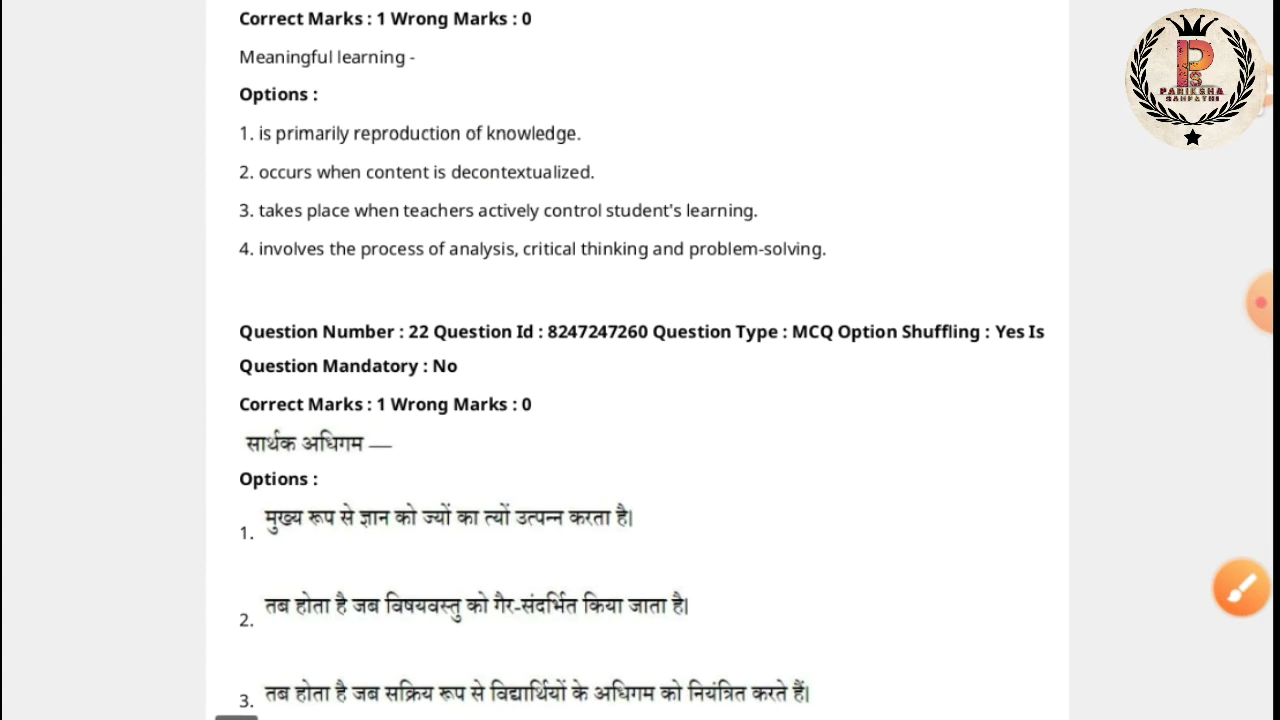 Correct Marks : 1 Wrong Marks : 0
Meaningful learning -
Options :
1. is primarily reproduction of knowledge.
2. occurs when content is decontextualized.
3. takes place when teachers actively control student's learning.
4. involves the process of analysis, critical thinking and problem-solving.
Question Number : 22 Question Id : 8247247260 Question Type : MCQ Option Shuffling : Yes Is
Question Mandatory : No
Correct Marks : 1 Wrong Marks : 0
सार्थक अधिगम —
Options :
1. मुख्य रूप से ज्ञान को ज्यों का त्यों उत्पन्न करता है।
2. तब होता है जब विषयवस्तु को गैर-संदर्भित किया जाता है।
3. तब होता है जब सक्रिय रूप से विद्यार्थियों के अधिगम को नियंत्रित करते हैं।
PS
PARIKSHA
SAMPATHI